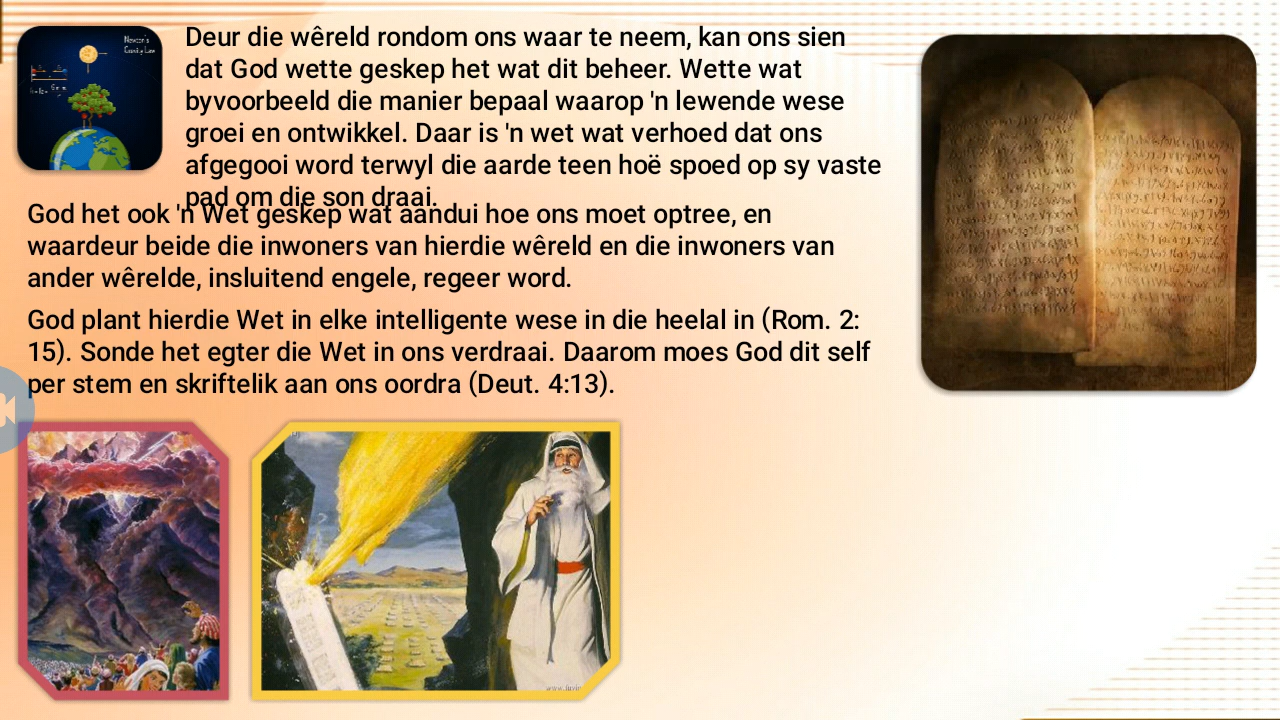 Newton's
Gravity Law
Deur die wêreld rondom ons waar te neem, kan ons sien
dat God wette geskep het wat dit beheer. Wette wat
byvoorbeeld die manier bepaal waarop 'n lewende wese
groei en ontwikkel. Daar is 'n wet wat verhoed dat ons
afgegooi word terwyl die aarde teen hoë spoed op sy vaste
pad om die son draai.
God het ook 'n Wet geskep wat aandui hoe ons moet optree, en
waardeur beide die inwoners van hierdie wêreld en die inwoners van
ander wêrelde, insluitend engele, regeer word.
God plant hierdie Wet in elke intelligente wese in die heelal in (Rom. 2:
15). Sonde het egter die Wet in ons verdraai. Daarom moes God dit self
per stem en skriftelik aan ons oordra (Deut. 4:13).